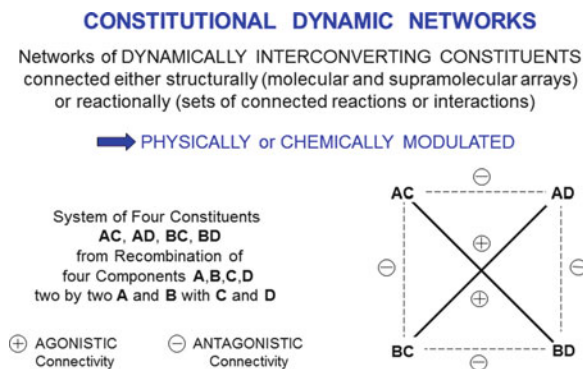 CONSTITUTIONAL DYNAMIC NETWORKS
Networks of DYNAMICALLY INTERCONVERTING CONSTITUENTS
connected either structurally (molecular and supramolecular arrays)
or reactionally (sets of connected reactions or interactions)
PHYSICALLY or CHEMICALLY MODULATED
System of Four Constituents
AC, AD, BC, BD
from Recombination of
four Components A,B,C,D
two by two A and B with C and D
⊕ AGONISTIC
Connectivity
⊖ ANTAGONISTIC
Connectivity
⊖
AC AD
⊕
⊖ ⊖
⊕
BC BD
⊖